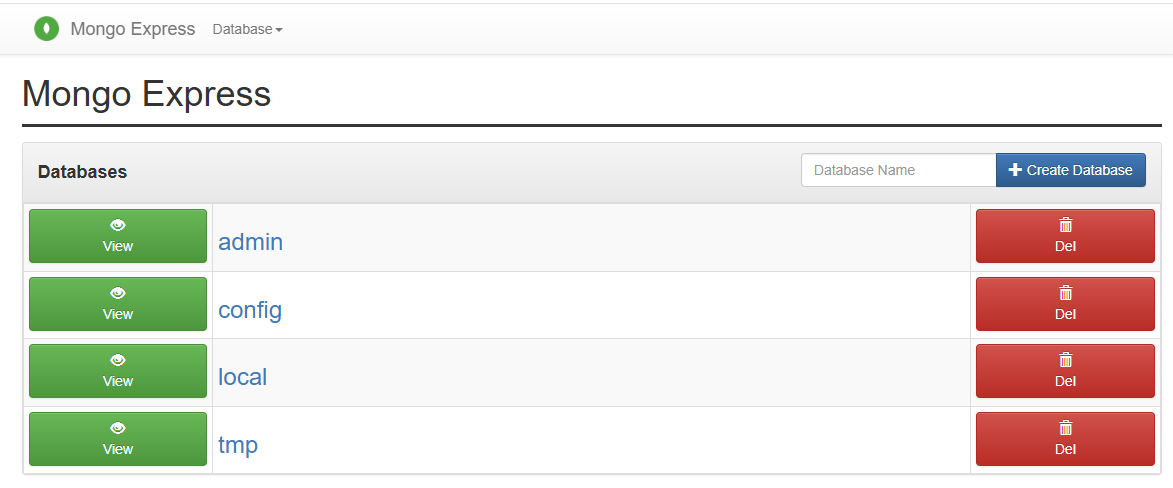 Mongo Express Database
Mongo Express
Databases Database Name Create Database
View admin Del
View config Del
View local Del
View tmp Del